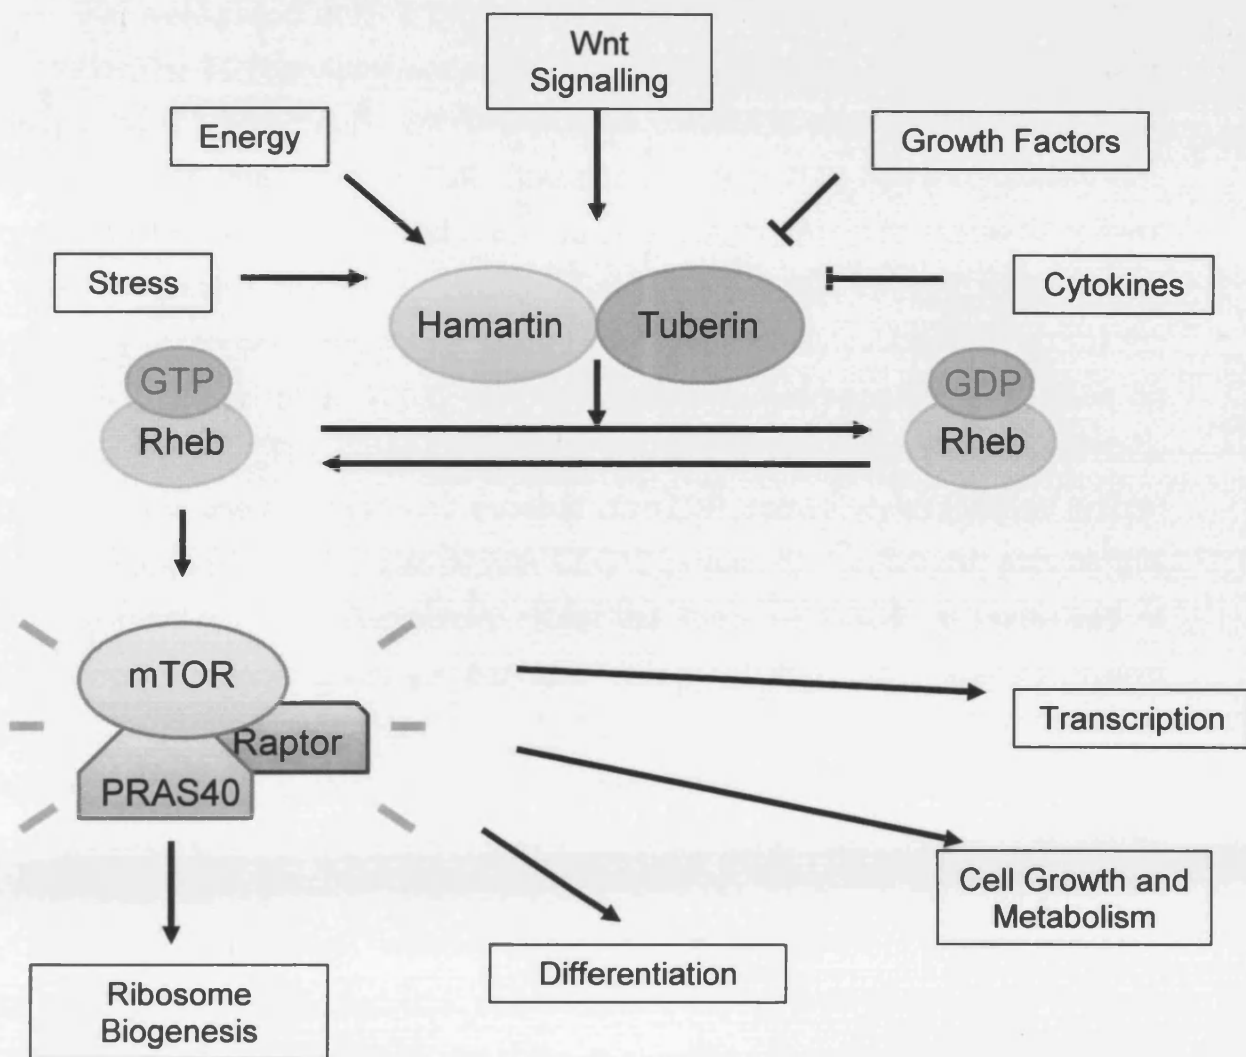 Wnt
Signalling
Energy
Growth Factors
Stress
Cytokines
Hamartin
Tuberin
GTP
Rheb
GDP
Rheb
mTOR
Raptor
PRAS40
Transcription
Cell Growth and
Metabolism
Differentiation
Ribosome
Biogenesis